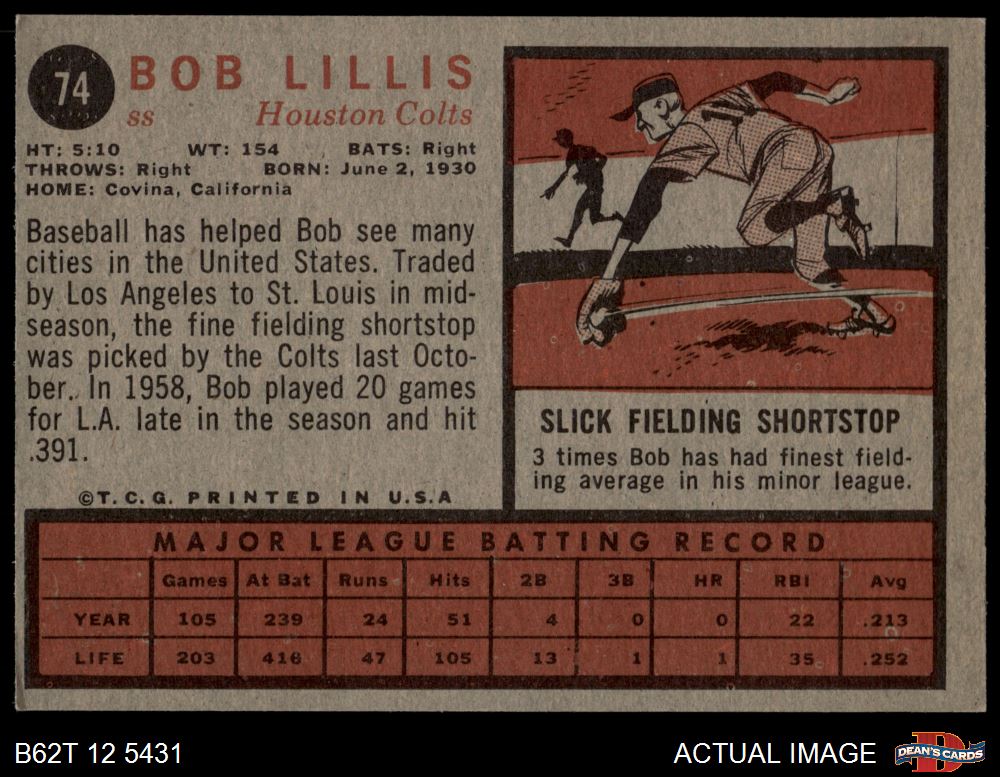 74
BOB LILLIS
ss Houston Colts
HT: 5:10 WT: 154 BATS: Right
THROWS: Right BORN: June 2, 1930
HOME: Covina, California
Baseball has helped Bob see many
cities in the United States. Traded
by Los Angeles to St. Louis in mid-
season, the fine fielding shortstop
was picked by the Colts last Octo-
ber. In 1958, Bob played 20 games
for L.A. late in the season and hit
.391.
©T.C.G. PRINTED IN U.S.A
SLICK FIELDING SHORTSTOP
3 times Bob has had finest field-
ing average in his minor league.
MAJOR LEAGUE BATTING RECORD
Games At Bat Runs Hits 2B 3B HR RBI Avg
YEAR 105 239 24 51 4 0 0 22 .213
LIFE 203 416 47 105 13 1 1 35 .252
B62T 12 5431
ACTUAL IMAGE
DEAN'S CARDS